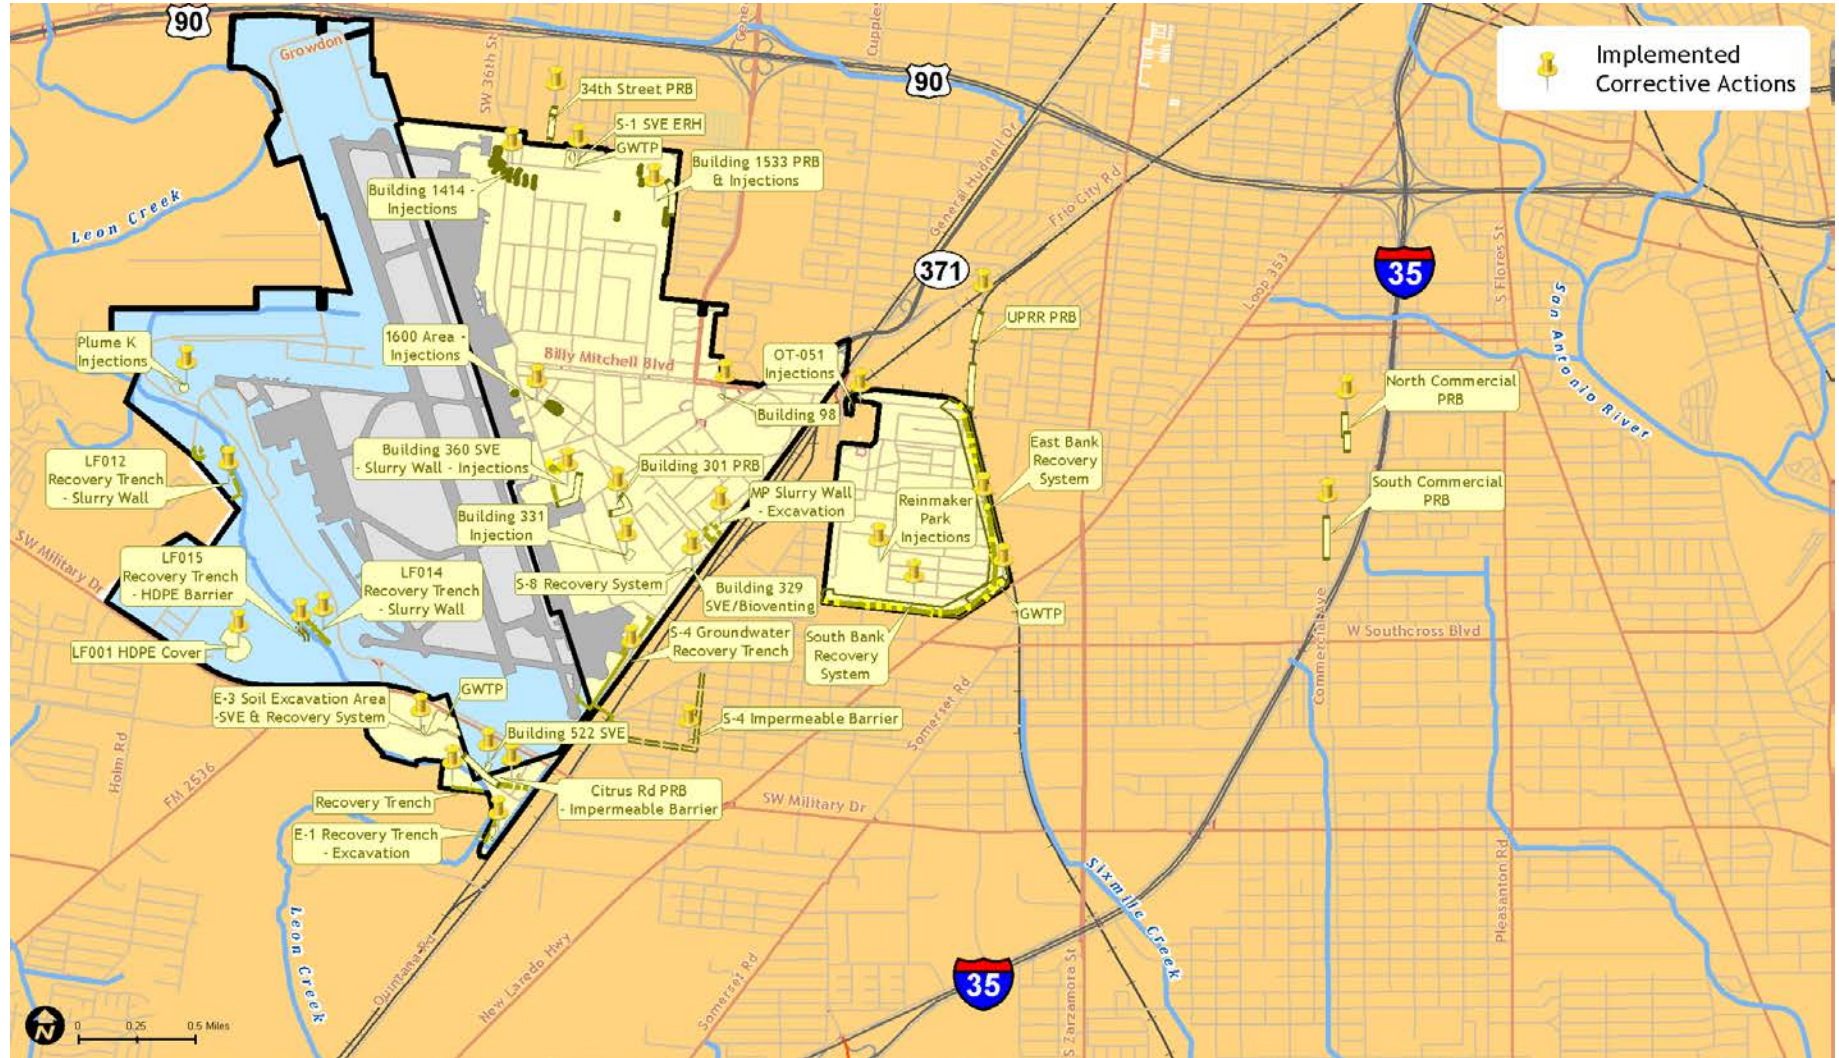 90
Growdon
SW 36th St
Gene
Cupples
90
Implemented
Corrective Actions
34th Street PRB
S-1 SVE ERH
GWTP
Building 1533 PRB
& Injections
Building 1414 -
Injections
Leon Creek
General Hudnell Dr
Frio City Rd
371
35
Loop 353
S Flores St
San Antonio River
Plume K
Injections
1600 Area -
Injections
Billy Mitchell Blvd
OT-051
Injections
UPRR PRB
North Commercial
PRB
Building 98
LF012
Recovery Trench
- Slurry Wall
Building 360 SVE
- Slurry Wall - Injections
Building 301 PRB
East Bank
Recovery
System
South Commercial
PRB
MP Slurry Wall
- Excavation
Reinmaker
Park
Injections
Building 331
Injection
SW Military Dr
LF015
Recovery Trench
- HDPE Barrier
LF014
Recovery Trench
- Slurry Wall
S-8 Recovery System
Building 329
SVE/Bioventing
GWTP
LF001 HDPE Cover
S-4 Groundwater
Recovery Trench
South Bank
Recovery
System
W Southcross Blvd
Commercial Ave
E-3 Soil Excavation Area
-SVE & Recovery System
GWTP
Building 522 SVE
S-4 Impermeable Barrier
Somerset Rd
Holm Rd
FM 2536
Recovery Trench
Citrus Rd PRB
- Impermeable Barrier
SW Military Dr
E-1 Recovery Trench
- Excavation
Sixmile Creek
Pleasanton Rd
Leon Creek
Quintana Rd
New Laredo Hwy
Somerset Rd
35
S Zarzamora St
N
0 0.25 0.5 Miles